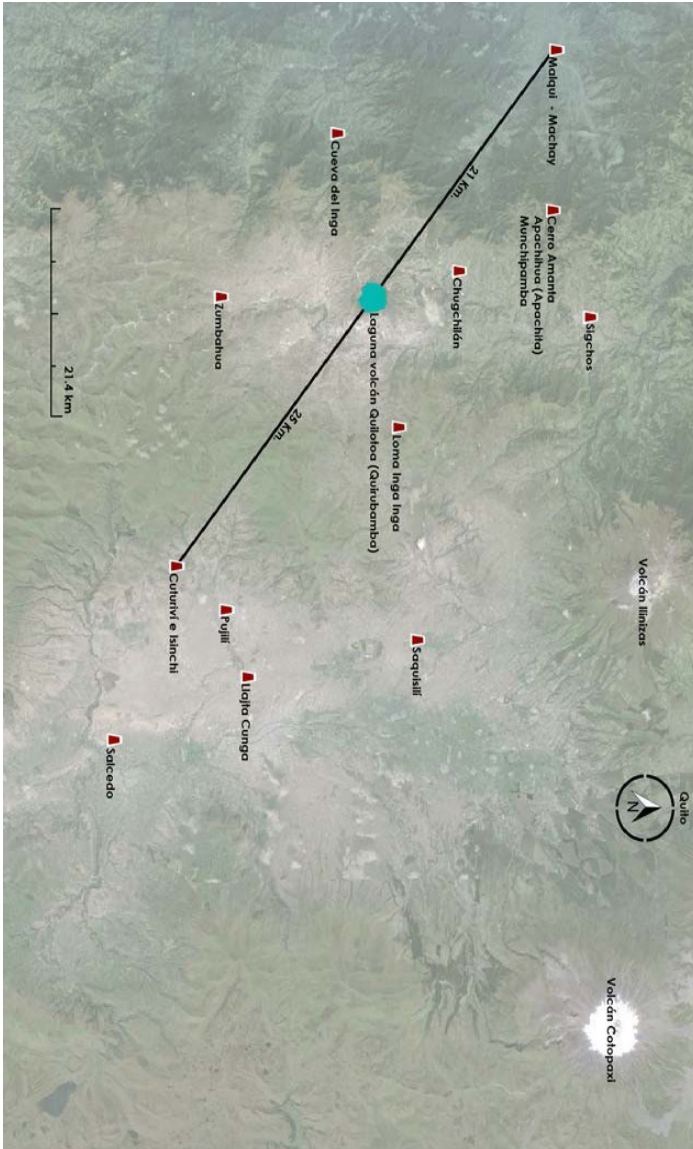 Quito
N
Volcán Ilinizas
Volcán Cotopaxi
Sigchos
Malqui - Machay
Cerro Amanta
Apachihua (Apachita)
Munchipamba
21 Km.
Chugchilán
Saquisilí
Loma Inga Inga
Laguna volcán Quilotoa (Quirubamba)
Cueva del Inga
25 Km.
Llajta Cunga
Pujilí
Zumbahua
Cuturiví e Isinchi
Salcedo
21.4 km